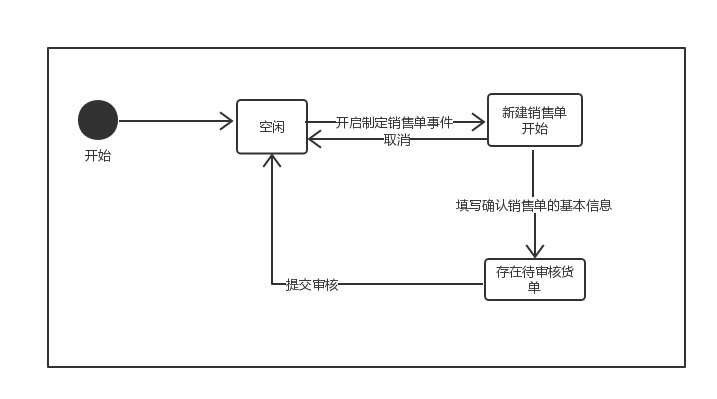 开始
空闲
开启制定销售单事件
取消
新建销售单
开始
填写确认销售单的基本信息
存在待审核货
单
提交审核